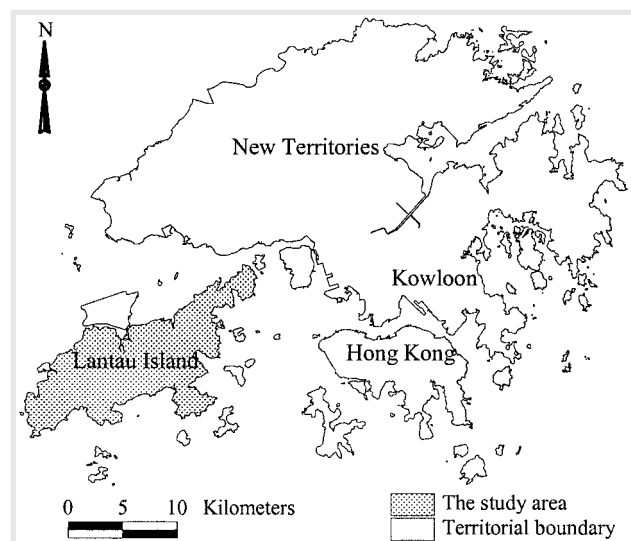 N
New Territories
Kowloon
Hong Kong
Lantau Island
0 5 10 Kilometers
The study area
Territorial boundary